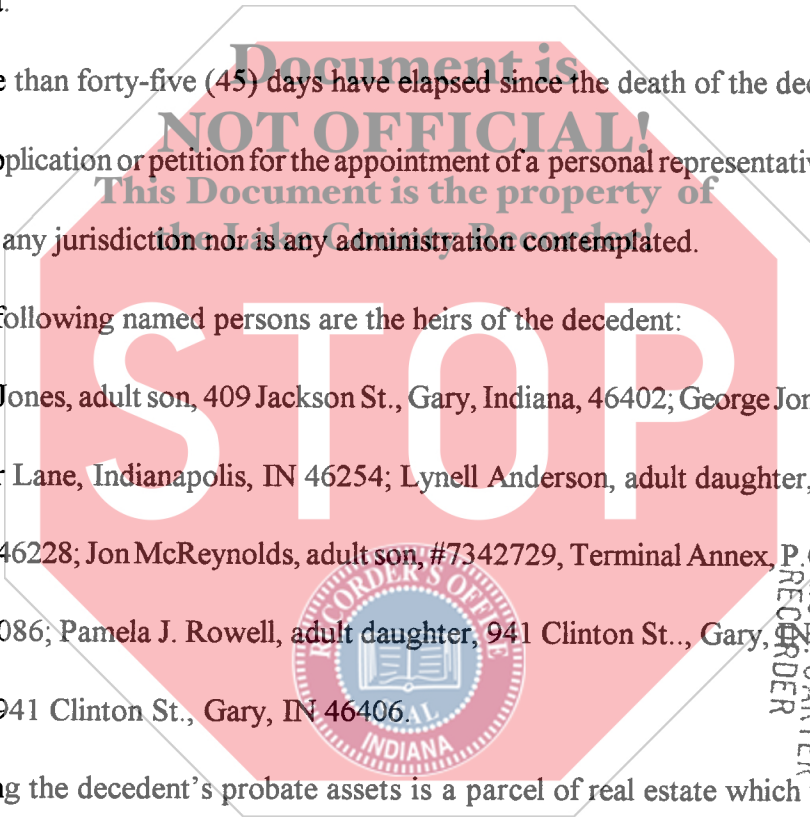 Document is
than forty-five (45) days have elapsed since the death of the
NOT OFFICIAL!
or petition for the appointment of a personal
This Document is the property of
any jurisdiction nor is any administration contemplated.
the Lake County Recorder!
following named persons are the heirs of the decedent:
STOP
Jones, adult son, 409 Jackson St., Gary, Indiana, 46402; George
Lane, Indianapolis, IN 46254; Lynell Anderson, adult daughter,
46228; Jon McReynolds, adult son, #7342729, Terminal Annex, P.
086; Pamela J. Rowell, adult daughter, 941 Clinton St.., Gary, IN
941 Clinton St., Gary, IN 46406.
the decedent's probate assets is a parcel of real estate which
RECORDER'S OFFICE
SEAL
INDIANA
RECORDER